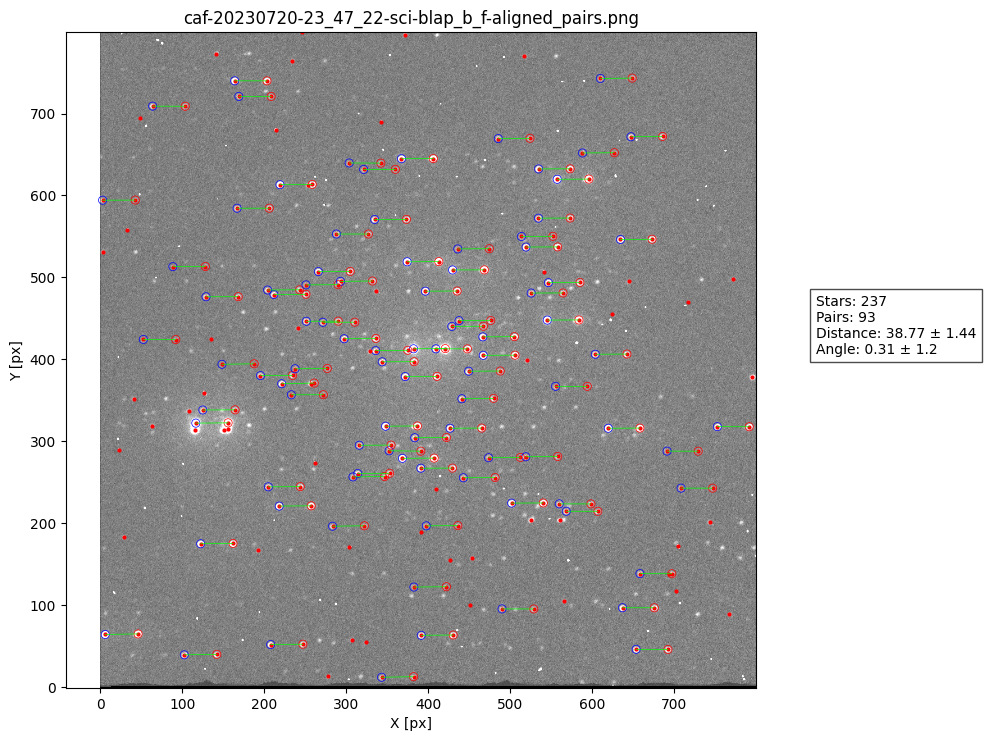 caf-20230720-23_47_22-sci-blap_b_f-aligned_pairs.png
Y [px]
700
600
500
400
300
200
100
0
Stars: 237
Pairs: 93
Distance: 38.77 ± 1.44
Angle: 0.31 ± 1.2
0 100 200 300 400 500 600 700
X [px]